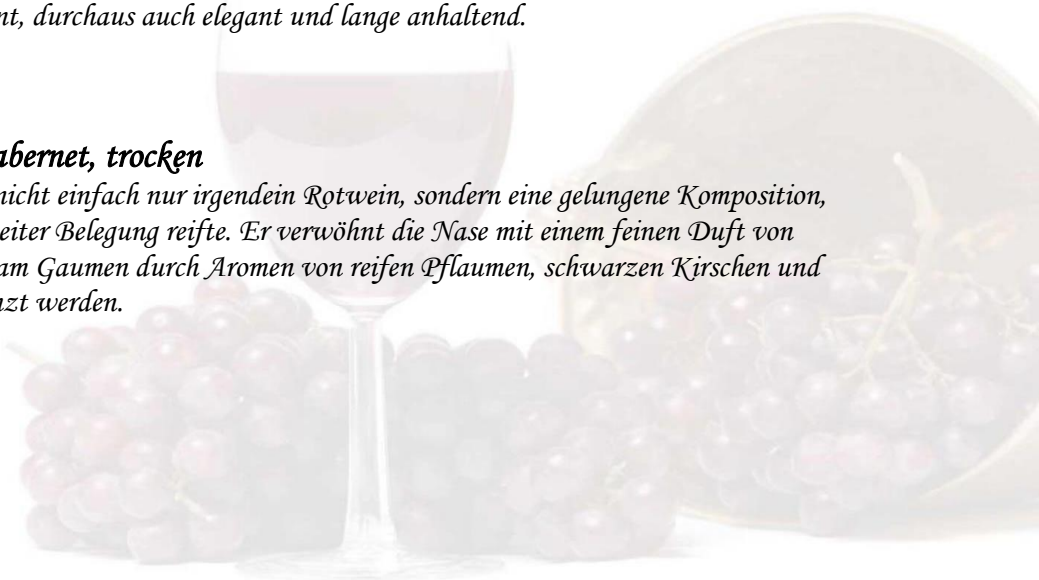 nt, durchaus auch elegant und lange anhaltend.
abernet, trocken
nicht einfach nur irgendein Rotwein, sondern eine gelungene Komposition,
eiter Belegung reifte. Er verwöhnt die Nase mit einem feinen Duft von
am Gaumen durch Aromen von reifen Pflaumen, schwarzen Kirschen und
nzt werden.